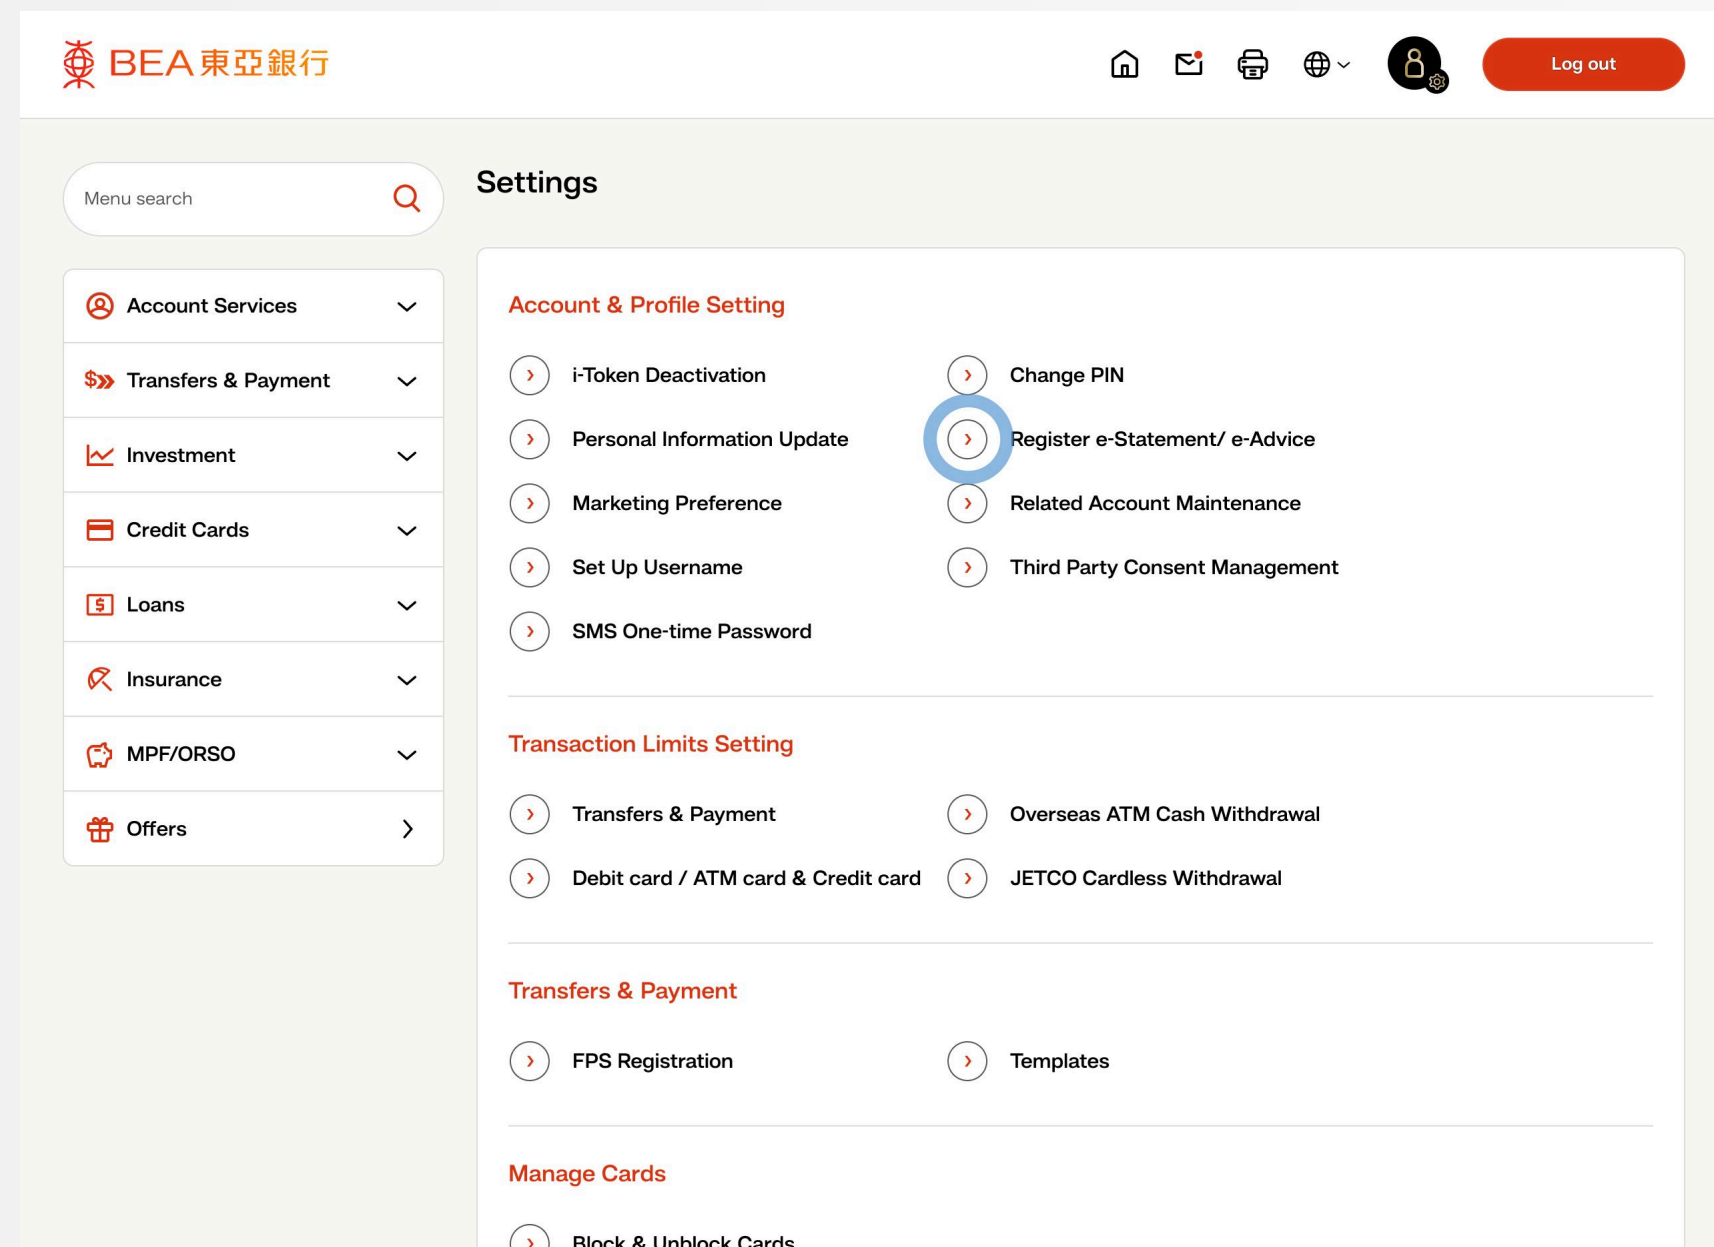 BEA東亞銀行
Log out
Menu search
Account Services
Transfers & Payment
Investment
Credit Cards
Loans
Insurance
MPF/ORSO
Offers
Settings
Account & Profile Setting
i-Token Deactivation
Change PIN
Personal Information Update
Register e-Statement/ e-Advice
Marketing Preference
Related Account Maintenance
Set Up Username
Third Party Consent Management
SMS One-time Password
Transaction Limits Setting
Transfers & Payment
Overseas ATM Cash Withdrawal
Debit card / ATM card & Credit card
JETCO Cardless Withdrawal
Transfers & Payment
FPS Registration
Templates
Manage Cards
Block & Unblock Cards